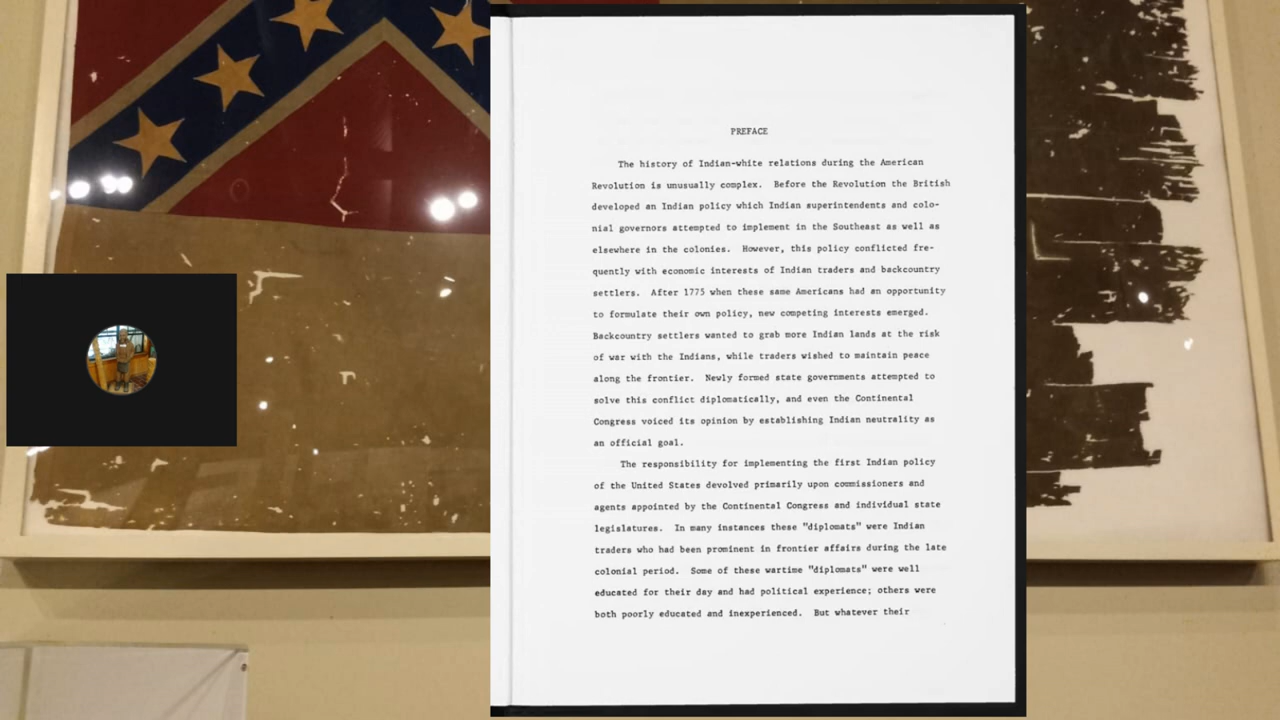 PREFACE
The history of Indian-white relations during the American
Revolution is unusually complex. Before the Revolution the British
developed an Indian policy which Indian superintendents and colo-
nial governors attempted to implement in the Southeast as well as
elsewhere in the colonies. However, this policy conflicted fre-
quently with economic interests of Indian traders and backcountry
settlers. After 1775 when these same Americans had an opportunity
to formulate their own policy, new competing interests emerged.
Backcountry settlers wanted to grab more Indian lands at the risk
of war with the Indians, while traders wished to maintain peace
along the frontier. Newly formed state governments attempted to
solve this conflict diplomatically, and even the Continental
Congress voiced its opinion by establishing Indian neutrality as
an official goal.
The responsibility for implementing the first Indian policy
of the United States devolved primarily upon commissioners and
agents appointed by the Continental Congress and individual state
legislatures. In many instances these "diplomats" were Indian
traders who had been prominent in frontier affairs during the late
colonial period. Some of these wartime "diplomats" were well
educated for their day and had political experience; others were
both poorly educated and inexperienced. But whatever their